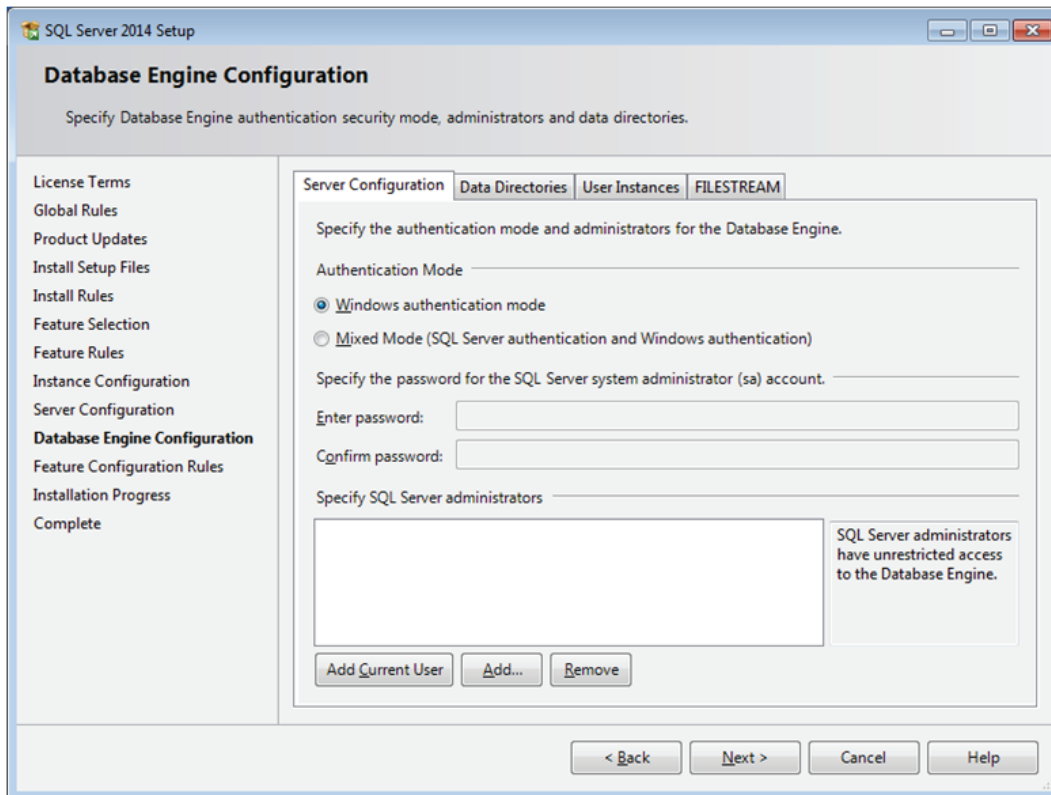 SQL Server 2014 Setup
Database Engine Configuration
Specify Database Engine authentication security mode, administrators and data directories.
License Terms
Global Rules
Product Updates
Install Setup Files
Install Rules
Feature Selection
Feature Rules
Instance Configuration
Server Configuration
Database Engine Configuration
Feature Configuration Rules
Installation Progress
Complete
Server Configuration Data Directories User Instances FILESTREAM
Specify the authentication mode and administrators for the Database Engine.
Authentication Mode
Windows authentication mode
Mixed Mode (SQL Server authentication and Windows authentication)
Specify the password for the SQL Server system administrator (sa) account.
Enter password:
Confirm password:
Specify SQL Server administrators
SQL Server administrators
have unrestricted access
to the Database Engine.
Add Current User Add... Remove
< Back Next > Cancel Help